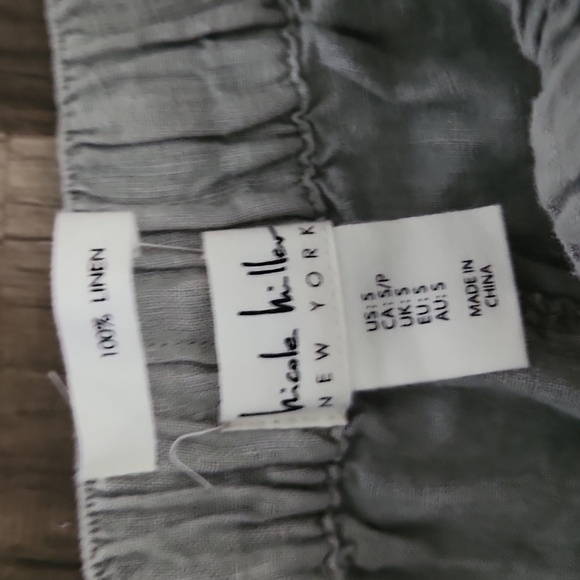 100% LINEN
nicole miller
NEW YORK
US: S
CA: S/P
UK: S
EU: S
AU: S
MADE IN
CHINA